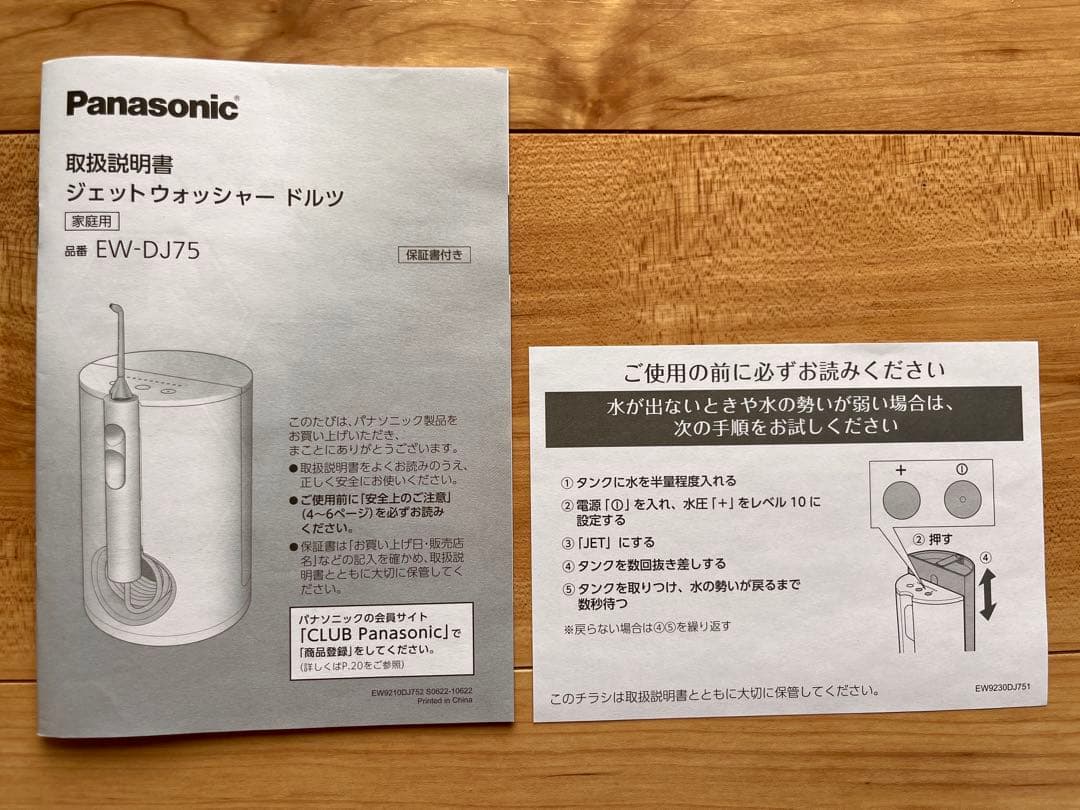 Panasonic®
取扱説明書
ジェットウォッシャー ドルツ
家庭用
品番 EW-DJ75
保証書付き
このたびは、パナソニック製品を
お買い上げいただき、
まことにありがとうございます。
●取扱説明書をよくお読みのうえ、
正しく安全にお使いください。
●ご使用前に「安全上のご注意」
(4~6ページ)を必ずお読み
ください。
●保証書は「お買い上げ日・販売店
名」などの記入を確かめ、取扱説
明書とともに大切に保管してく
ださい。
パナソニックの会員サイト
「CLUB Panasonic」で
「商品登録」をしてください。
(詳しくはP.20をご参照)
EW9210DJ752 S0622-10622
Printed in China
ご使用の前に必ずお読みください
水が出ないときや水の勢いが弱い場合は、
次の手順をお試しください
①タンクに水を半量程度入れる
②電源「⏼」を入れ、水圧「+」をレベル10に
設定する
③「JET」にする
④タンクを数回抜き差しする
⑤タンクを取りつけ、水の勢いが戻るまで
数秒待つ
※戻らない場合は④⑤を繰り返す
+ ⏼
②押す
④
このチラシは取扱説明書とともに大切に保管してください。
EW9230DJ751